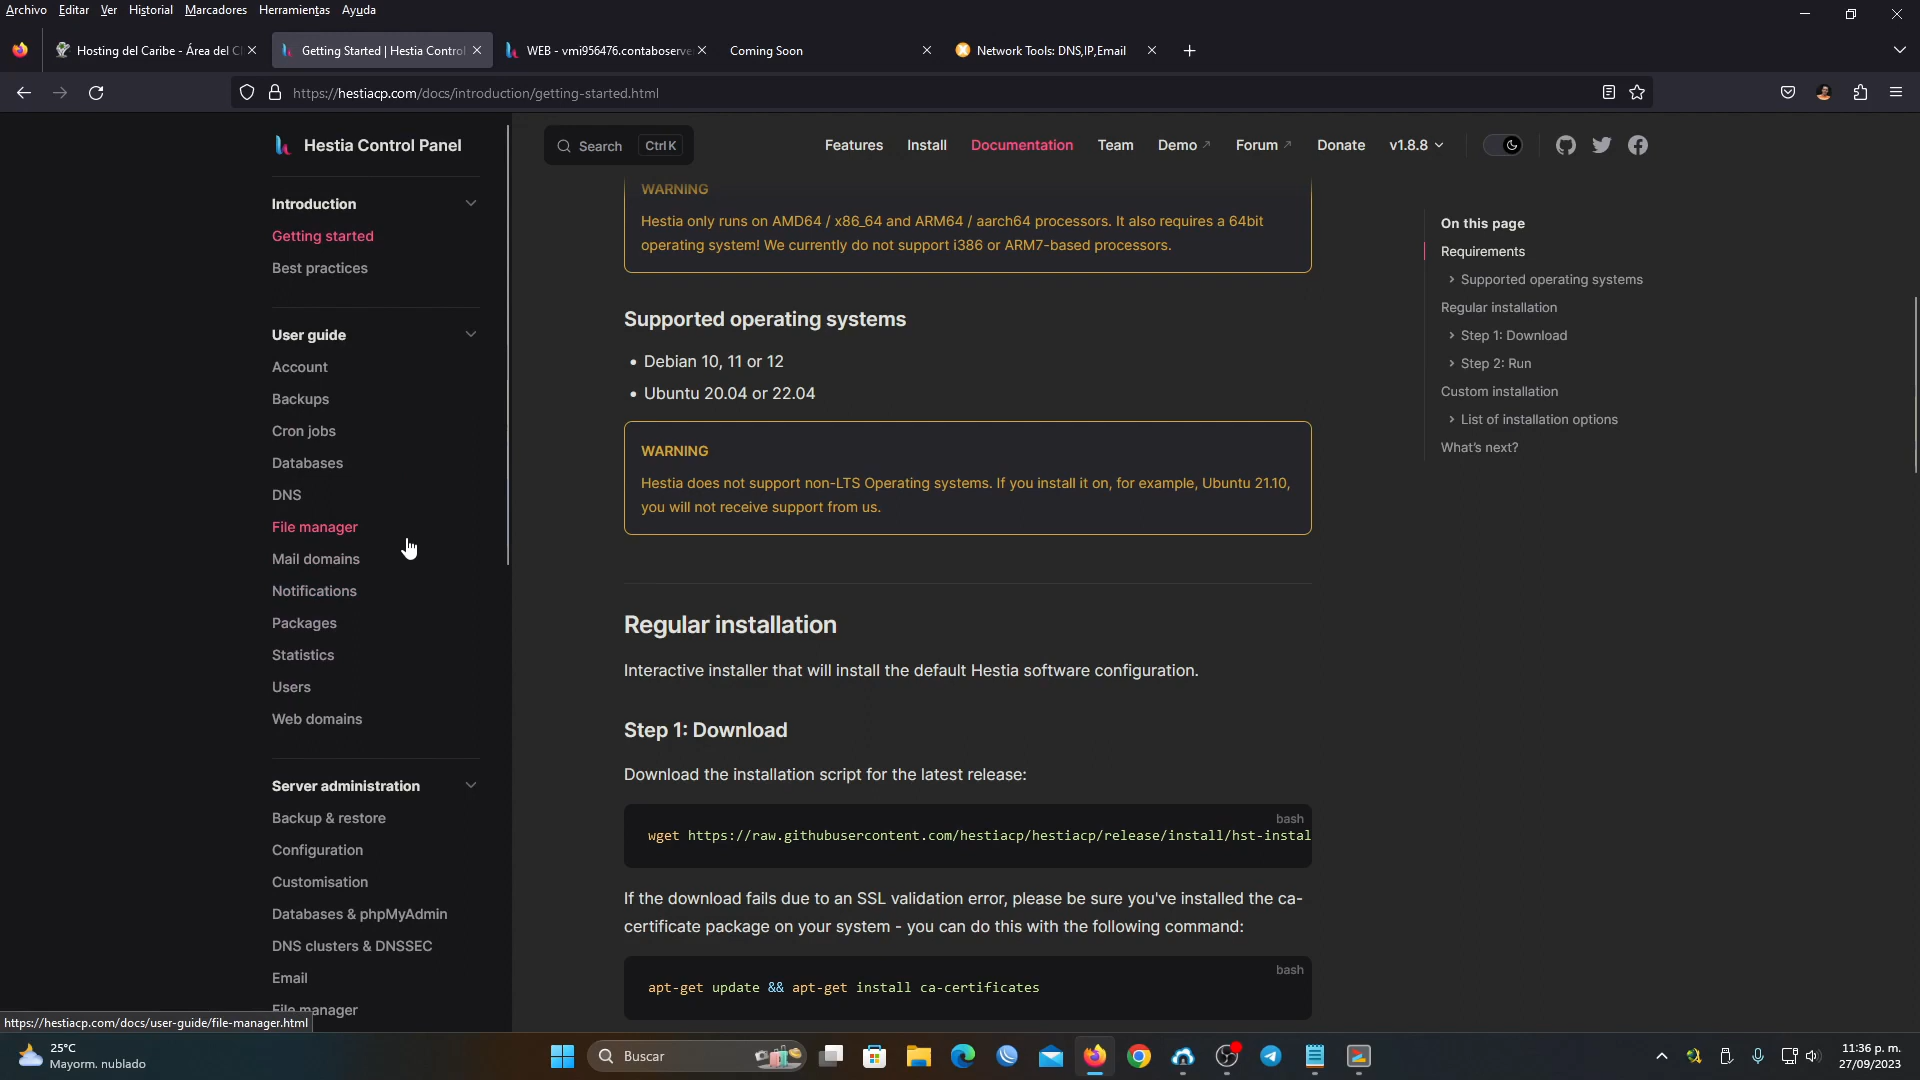 Archivo Editar Ver Historial Marcadores Herramientas Ayuda
Hosting del Caribe - Área del C
Getting Started | Hestia Control
WEB - vmi956476.contaboserve
Coming Soon
Network Tools: DNS,IP,Email
https://hestiacp.com/docs/introduction/getting-started.html
Hestia Control Panel
Search Ctrl K
Features Install Documentation Team Demo Forum Donate v1.8.8
Introduction
Getting started
Best practices
User guide
Account
Backups
Cron jobs
Databases
DNS
File manager
Mail domains
Notifications
Packages
Statistics
Users
Web domains
Server administration
Backup & restore
Configuration
Customisation
Databases & phpMyAdmin
DNS clusters & DNSSEC
Email
File manager
WARNING
Hestia only runs on AMD64 / x86_64 and ARM64 / aarch64 processors. It also requires a 64bit
operating system! We currently do not support i386 or ARM7-based processors.
Supported operating systems
• Debian 10, 11 or 12
• Ubuntu 20.04 or 22.04
WARNING
Hestia does not support non-LTS Operating systems. If you install it on, for example, Ubuntu 21.10,
you will not receive support from us.
Regular installation
Interactive installer that will install the default Hestia software configuration.
Step 1: Download
Download the installation script for the latest release:
bash
wget https://raw.githubusercontent.com/hestiacp/hestiacp/release/install/hst-instal
If the download fails due to an SSL validation error, please be sure you've installed the ca-
certificate package on your system - you can do this with the following command:
bash
apt-get update && apt-get install ca-certificates
On this page
Requirements
Supported operating systems
Regular installation
Step 1: Download
Step 2: Run
Custom installation
List of installation options
What's next?
https://hestiacp.com/docs/user-guide/file-manager.html
25°C
Mayorm. nublado
Buscar
11:36 p. m.
27/09/2023